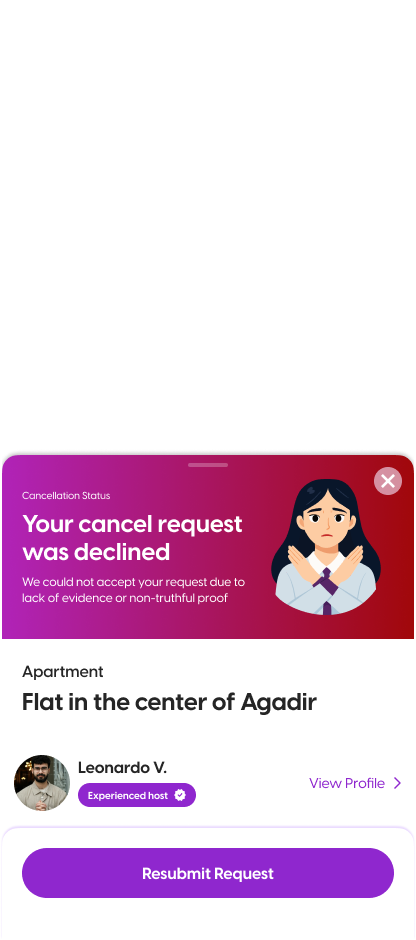 Cancellation Status
Your cancel request
was declined
We could not accept your request due to
lack of evidence or non-truthful proof
Apartment
Flat in the center of Agadir
Leonardo V.
Experienced host
View Profile
Resubmit Request